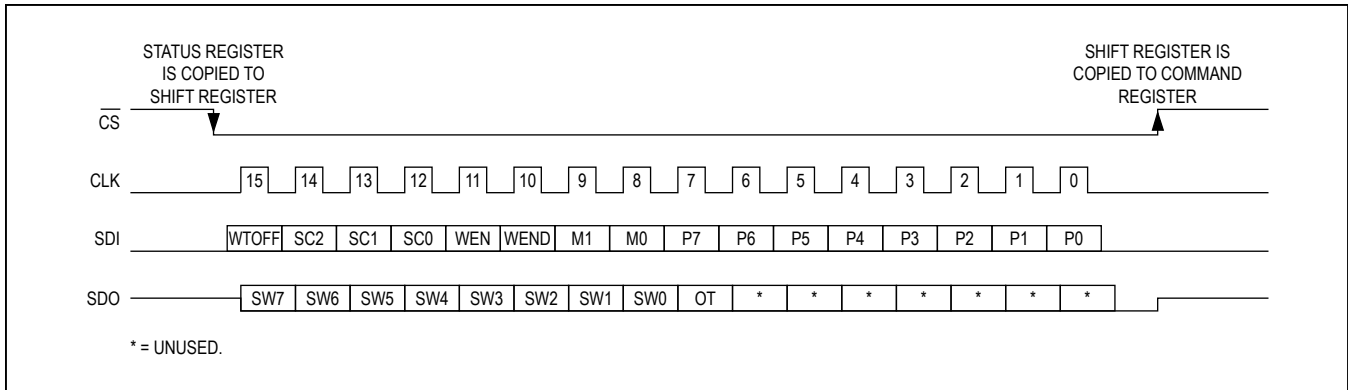 STATUS REGISTER
IS COPIED TO
SHIFT REGISTER
SHIFT REGISTER IS
COPIED TO COMMAND
REGISTER
CS
CLK 15 14 13 12 11 10 9 8 7 6 5 4 3 2 1 0
SDI WTOFF SC2 SC1 SC0 WEN WEND M1 M0 P7 P6 P5 P4 P3 P2 P1 P0
SDO SW7 SW6 SW5 SW4 SW3 SW2 SW1 SW0 OT * * * * * * *
* = UNUSED.